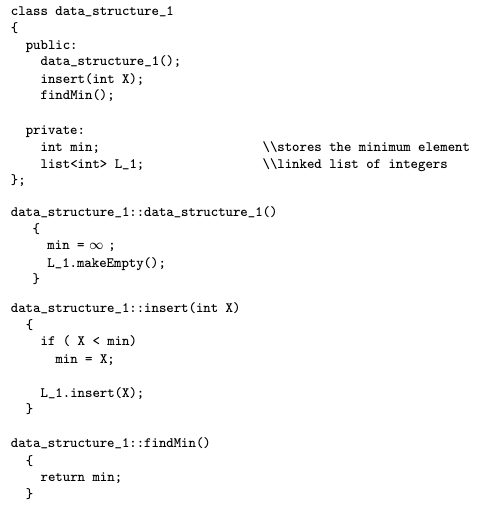 class data_structure_1
{
  public:
    data_structure_1();
    insert(int X);
    findMin();

  private:
    int min;                      \\stores the minimum element
    list<int> L_1;                \\linked list of integers
};

data_structure_1::data_structure_1()
   {
     min = ∞ ;
     L_1.makeEmpty();
   }

data_structure_1::insert(int X)
  {
    if ( X < min)
      min = X;

    L_1.insert(X);
  }

data_structure_1::findMin()
  {
    return min;
  }